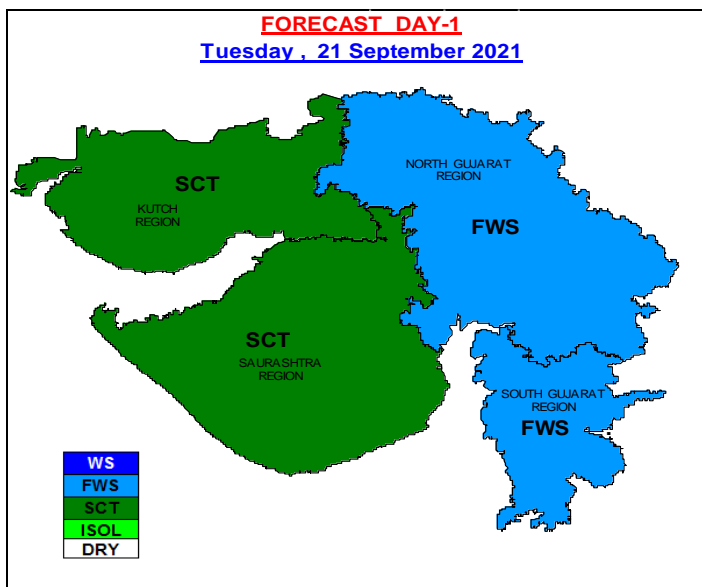 FORECAST DAY-1
Tuesday , 21 September 2021
NORTH GUJARAT
REGION
SCT
KUTCH
REGION
FWS
SCT
SAURASHTRA
REGION
SOUTH GUJARAT
REGION
FWS
WS
FWS
SCT
ISOL
DRY